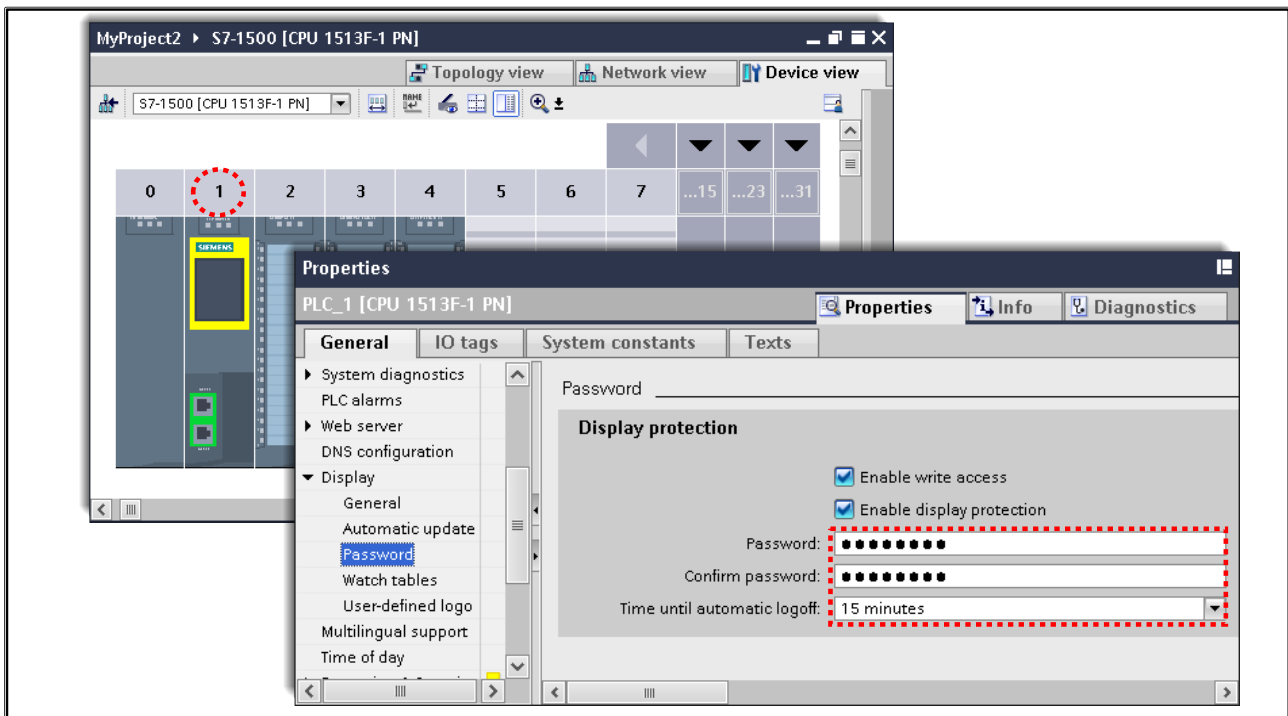 MyProject2 ▸ S7-1500 [CPU 1513F-1 PN]
Topology view Network view Device view
S7-1500 [CPU 1513F-1 PN]
0 1 2 3 4 5 6 7 ...15 ...23 ...31
SIEMENS
Properties
PLC_1 [CPU 1513F-1 PN]
Properties Info Diagnostics
General IO tags System constants Texts
System diagnostics
PLC alarms
Web server
DNS configuration
Display
General
Automatic update
Password
Watch tables
User-defined logo
Multilingual support
Time of day
Password
Display protection
Enable write access
Enable display protection
Password: ●●●●●●●●
Confirm password: ●●●●●●●●
Time until automatic logoff: 15 minutes